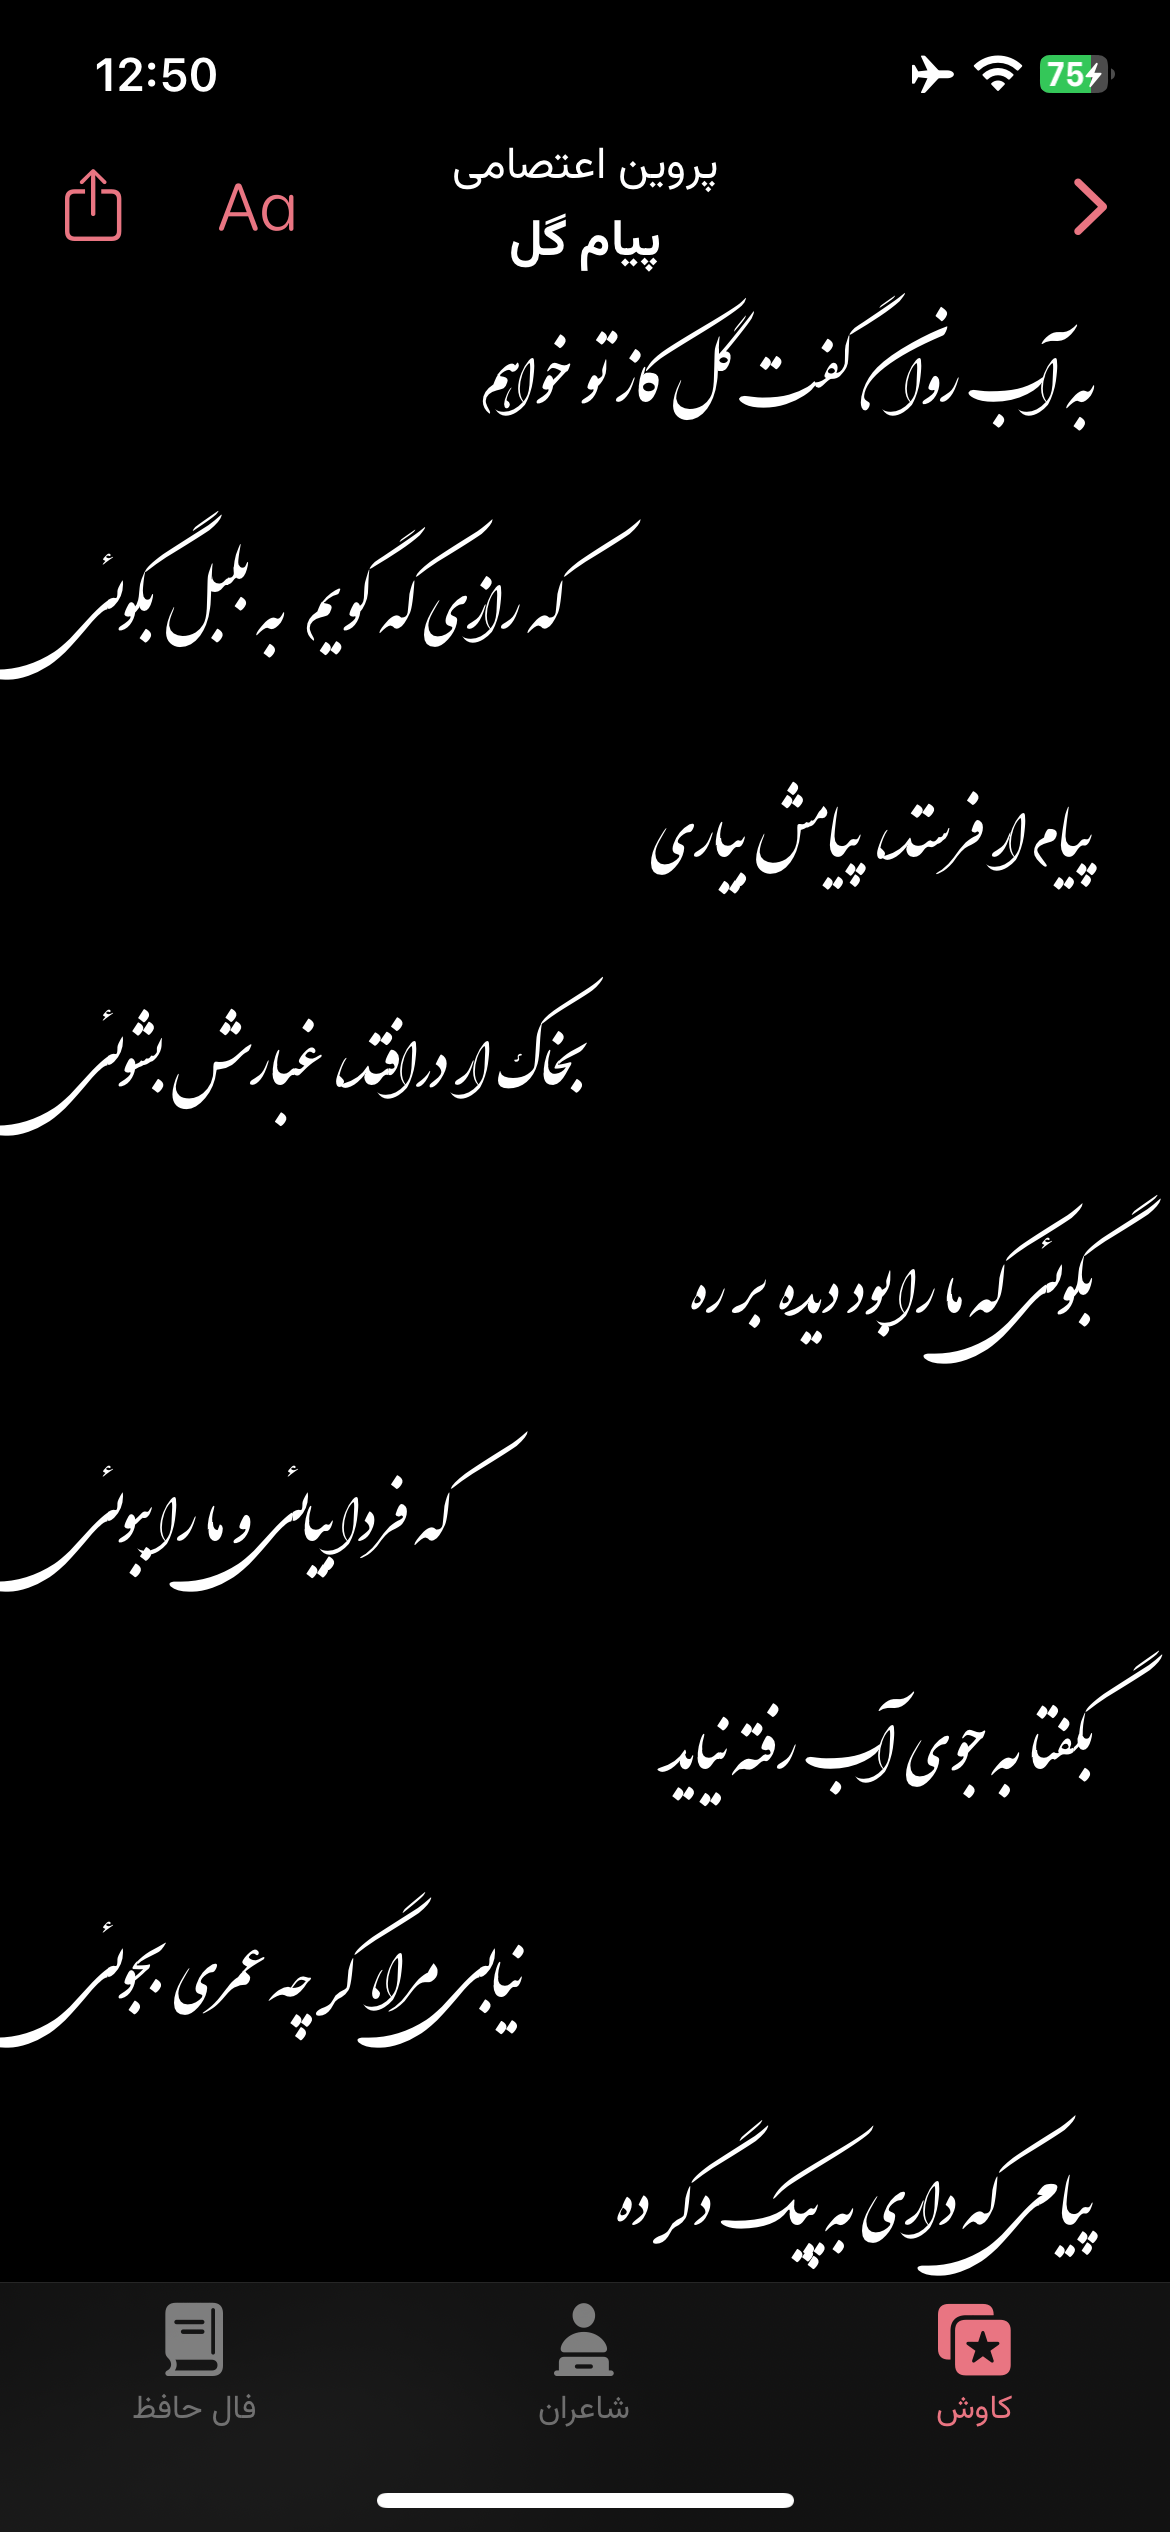 12:50
75
پروین اعتصامی
Aa
پیام گل
به آب روان گفت گل کاز تو خواهم
که رازی که گویم به بلبل بگوئی
پیام ار فرستد، پیامش بیاری
بخاک ار درافتد، غبارش بشوئی
بگوئی که ما را بود دیده بر ره
که فردا بیائی و ما را ببوئی
بگفتا به جوی آب رفته نیاید
نیابی مرا، گر چه عمری بجوئی
پیامی که داری به پیک دگر ده
کاوش
شاعران
فال حافظ